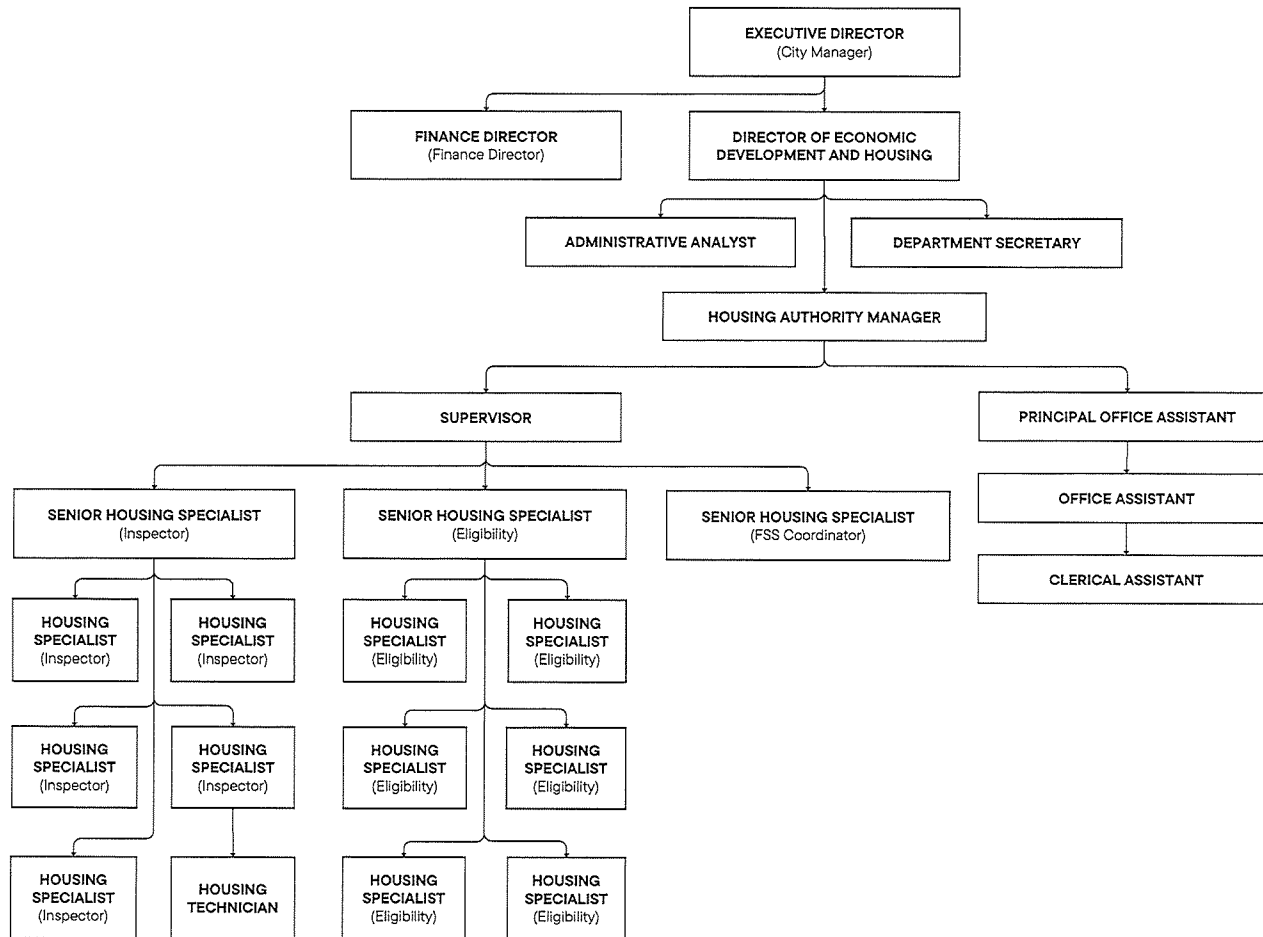 EXECUTIVE DIRECTOR
(City Manager)
FINANCE DIRECTOR
(Finance Director)
DIRECTOR OF ECONOMIC
DEVELOPMENT AND HOUSING
ADMINISTRATIVE ANALYST
DEPARTMENT SECRETARY
HOUSING AUTHORITY MANAGER
SUPERVISOR
PRINCIPAL OFFICE ASSISTANT
SENIOR HOUSING SPECIALIST
(Inspector)
SENIOR HOUSING SPECIALIST
(Eligibility)
SENIOR HOUSING SPECIALIST
(FSS Coordinator)
OFFICE ASSISTANT
CLERICAL ASSISTANT
HOUSING
SPECIALIST
(Inspector)
HOUSING
SPECIALIST
(Inspector)
HOUSING
SPECIALIST
(Eligibility)
HOUSING
SPECIALIST
(Eligibility)
HOUSING
SPECIALIST
(Inspector)
HOUSING
SPECIALIST
(Inspector)
HOUSING
SPECIALIST
(Eligibility)
HOUSING
SPECIALIST
(Eligibility)
HOUSING
SPECIALIST
(Inspector)
HOUSING
TECHNICIAN
HOUSING
SPECIALIST
(Eligibility)
HOUSING
SPECIALIST
(Eligibility)